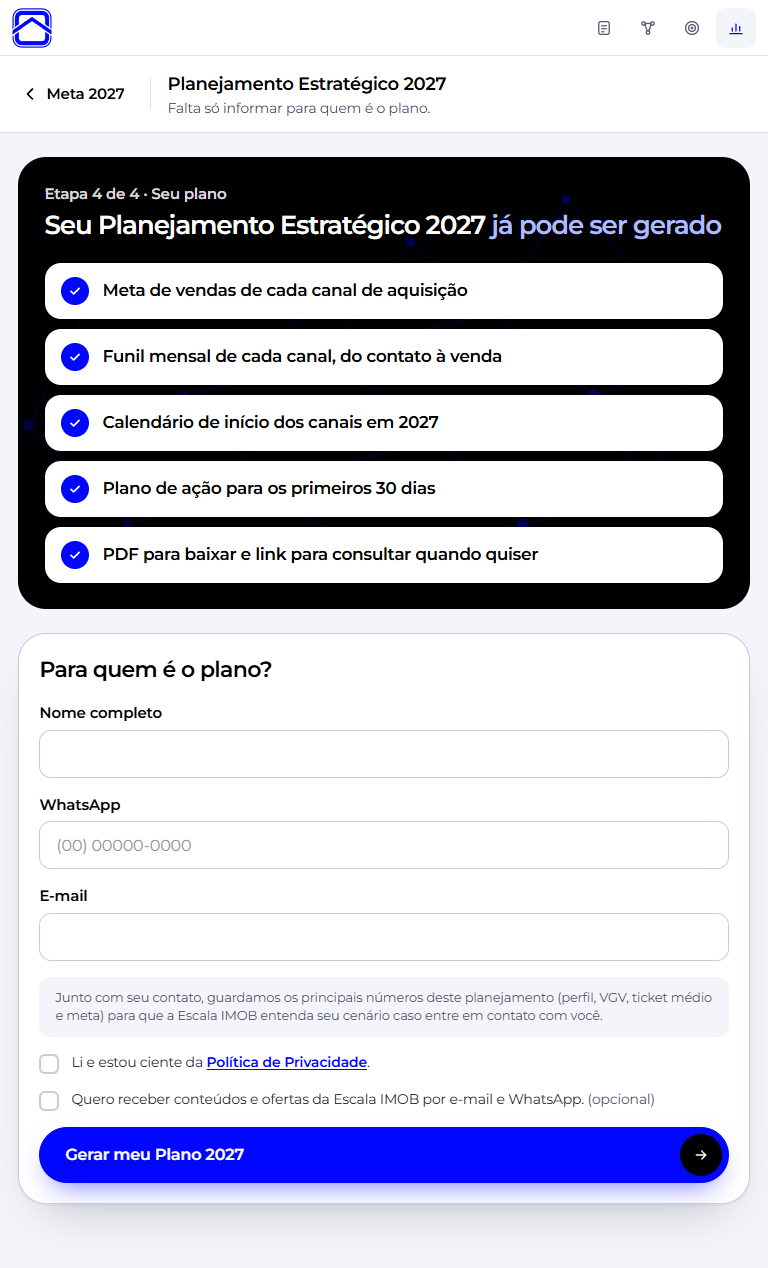 Meta 2027
Planejamento Estratégico 2027
Falta só informar para quem é o plano.
Etapa 4 de 4 · Seu plano
Seu Planejamento Estratégico 2027 já pode ser gerado
Meta de vendas de cada canal de aquisição
Funil mensal de cada canal, do contato à venda
Calendário de início dos canais em 2027
Plano de ação para os primeiros 30 dias
PDF para baixar e link para consultar quando quiser
Para quem é o plano?
Nome completo
WhatsApp
(00) 00000-0000
E-mail
Junto com seu contato, guardamos os principais números deste planejamento (perfil, VGV, ticket médio
e meta) para que a Escala IMOB entenda seu cenário caso entre em contato com você.
Li e estou ciente da Política de Privacidade.
Quero receber conteúdos e ofertas da Escala IMOB por e-mail e WhatsApp. (opcional)
Gerar meu Plano 2027